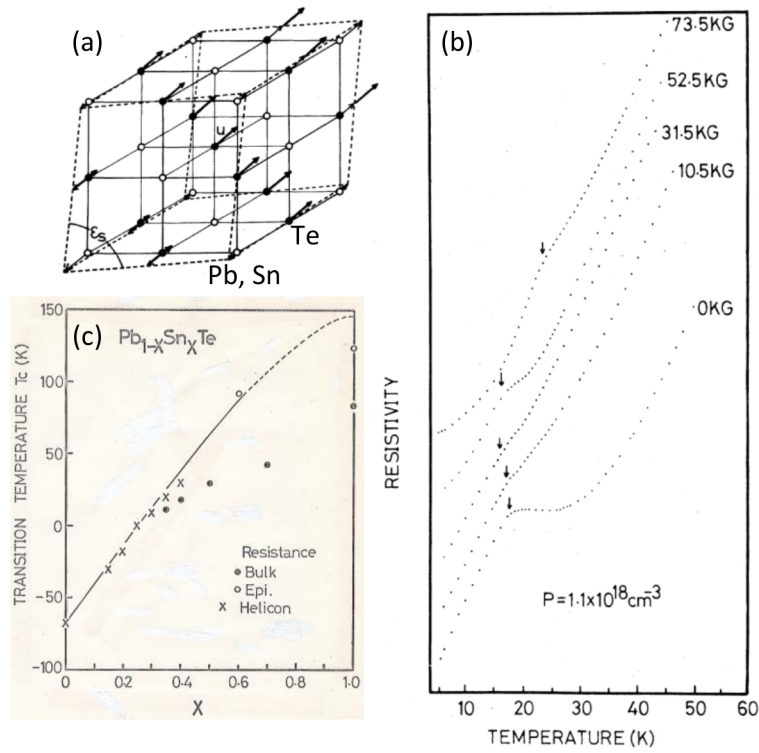 (a)
u
εs
Te
Pb, Sn
(b)
73.5KG
52.5KG
31.5KG
10.5KG
0KG
RESISTIVITY
P=1.1x10¹⁸cm⁻³
10 20 30 40 50 60
TEMPERATURE (K)
(c)
Pb1-xSnxTe
TRANSITION TEMPERATURE Tc (K)
150
100
50
0
-50
-100
Resistance
Bulk
Epi.
x Helicon
0 0.2 0.4 0.6 0.8 1.0
X